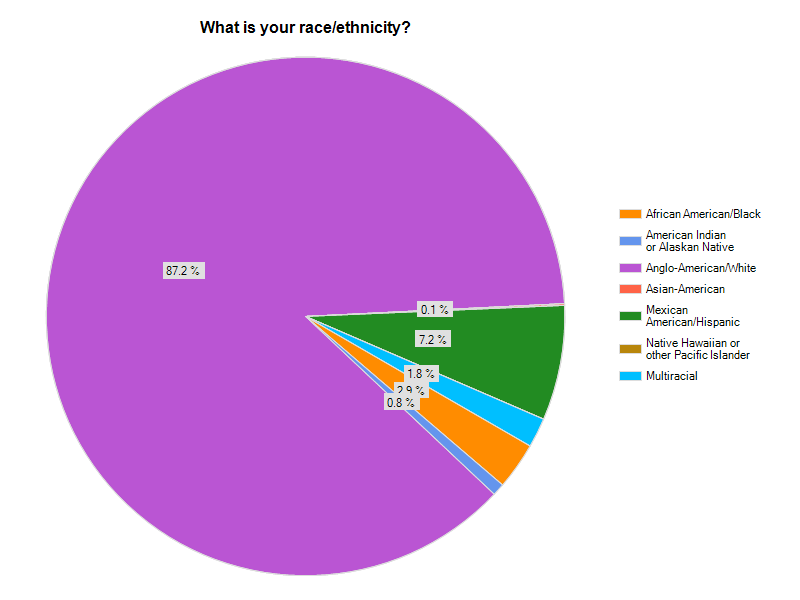 What is your race/ethnicity?
87.2 %
0.1 %
7.2 %
1.8 %
2.9 %
0.8 %
African American/Black
American Indian
or Alaskan Native
Anglo-American/White
Asian-American
Mexican
American/Hispanic
Native Hawaiian or
other Pacific Islander
Multiracial